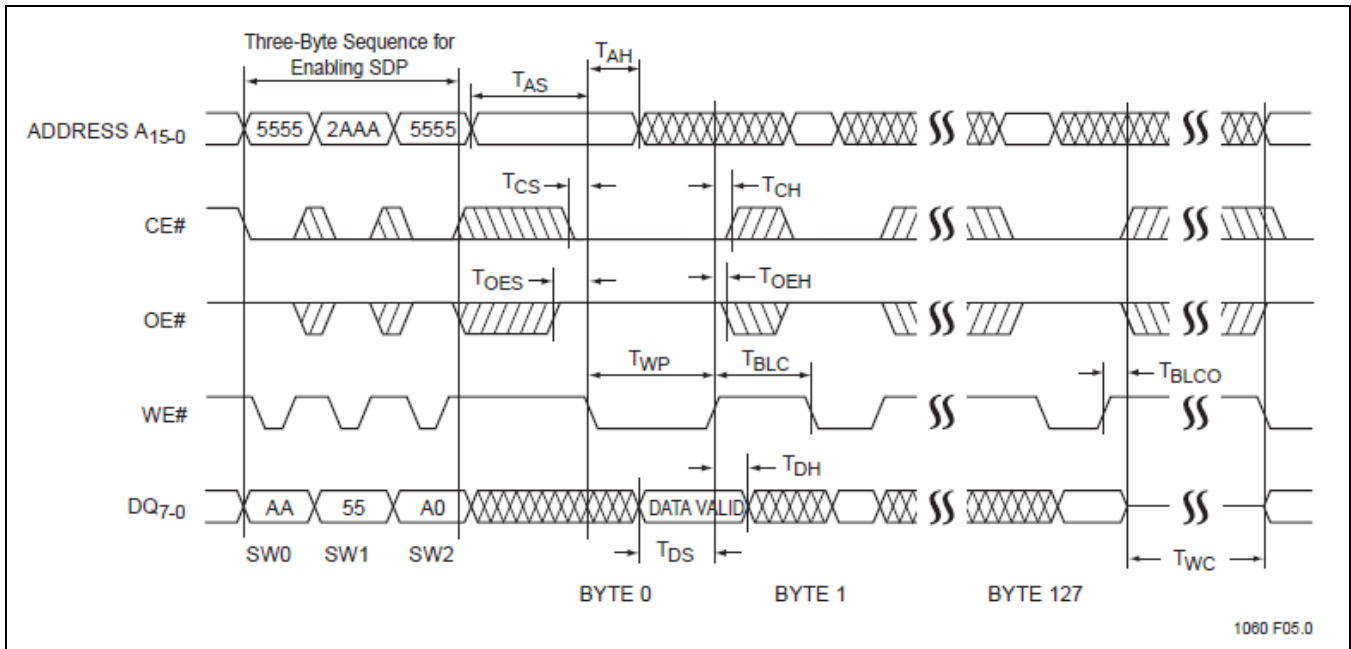 Three-Byte Sequence for
Enabling SDP
TAH
TAS
ADDRESS A15-0
5555 2AAA 5555
TCS
TCH
CE#
TOES
TOEH
OE#
TWP
TBLC
TBLCO
WE#
TDH
DQ7-0
AA 55 A0 DATA VALID
SW0 SW1 SW2
TDS
TWC
BYTE 0 BYTE 1 BYTE 127
1060 F05.0